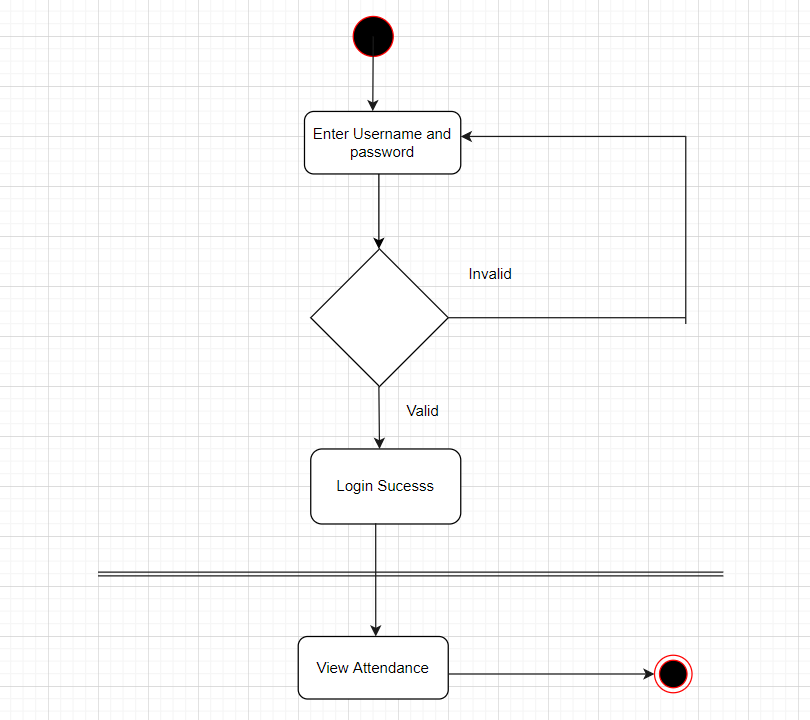 Enter Username and
password
Invalid
Valid
Login Sucesss
View Attendance